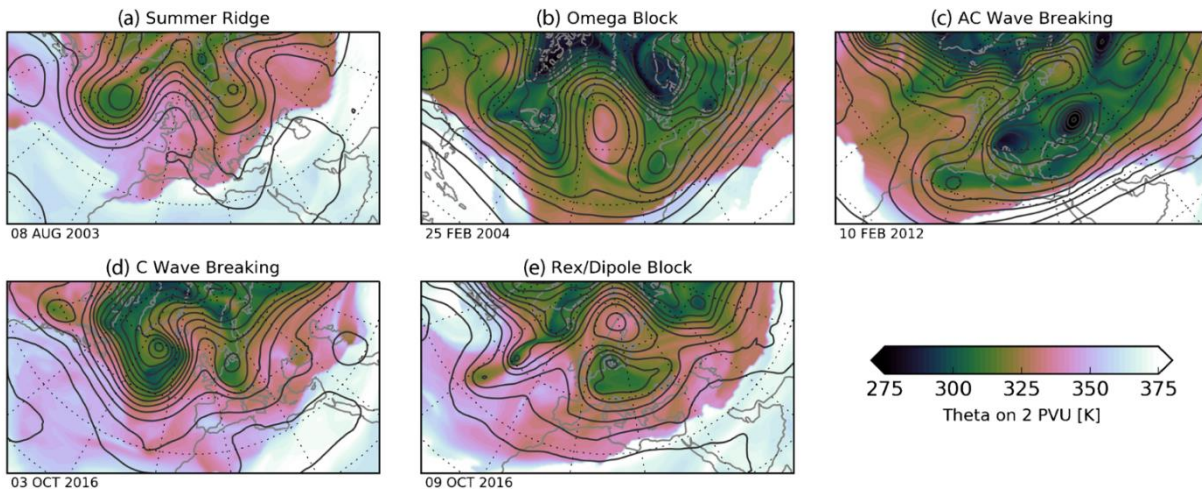 (a) Summer Ridge
(b) Omega Block
(c) AC Wave Breaking
08 AUG 2003
25 FEB 2004
10 FEB 2012
(d) C Wave Breaking
(e) Rex/Dipole Block
03 OCT 2016
09 OCT 2016
275 300 325 350 375
Theta on 2 PVU [K]